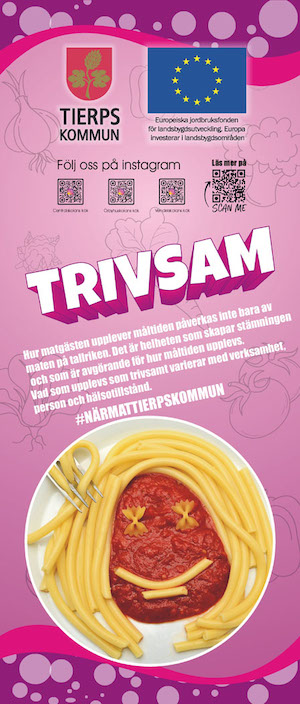 TIERPS
KOMMUN
Europeiska jordbruksfonden
för landsbygdsutveckling, Europa
investerar i landsbygdsområden
Följ oss på instagram
Läs mer på
SCAN ME
TRIVSAM
Hur matgästen upplever måltiden påverkas inte bara av
maten på tallriken. Det är helheten som skapar stämningen
och som är avgörande för hur måltiden upplevs.
Vad som upplevs som trivsamt varierar med verksamhet,
person och hälsotillstånd.
#NÄRMATTIERPSKOMMUN